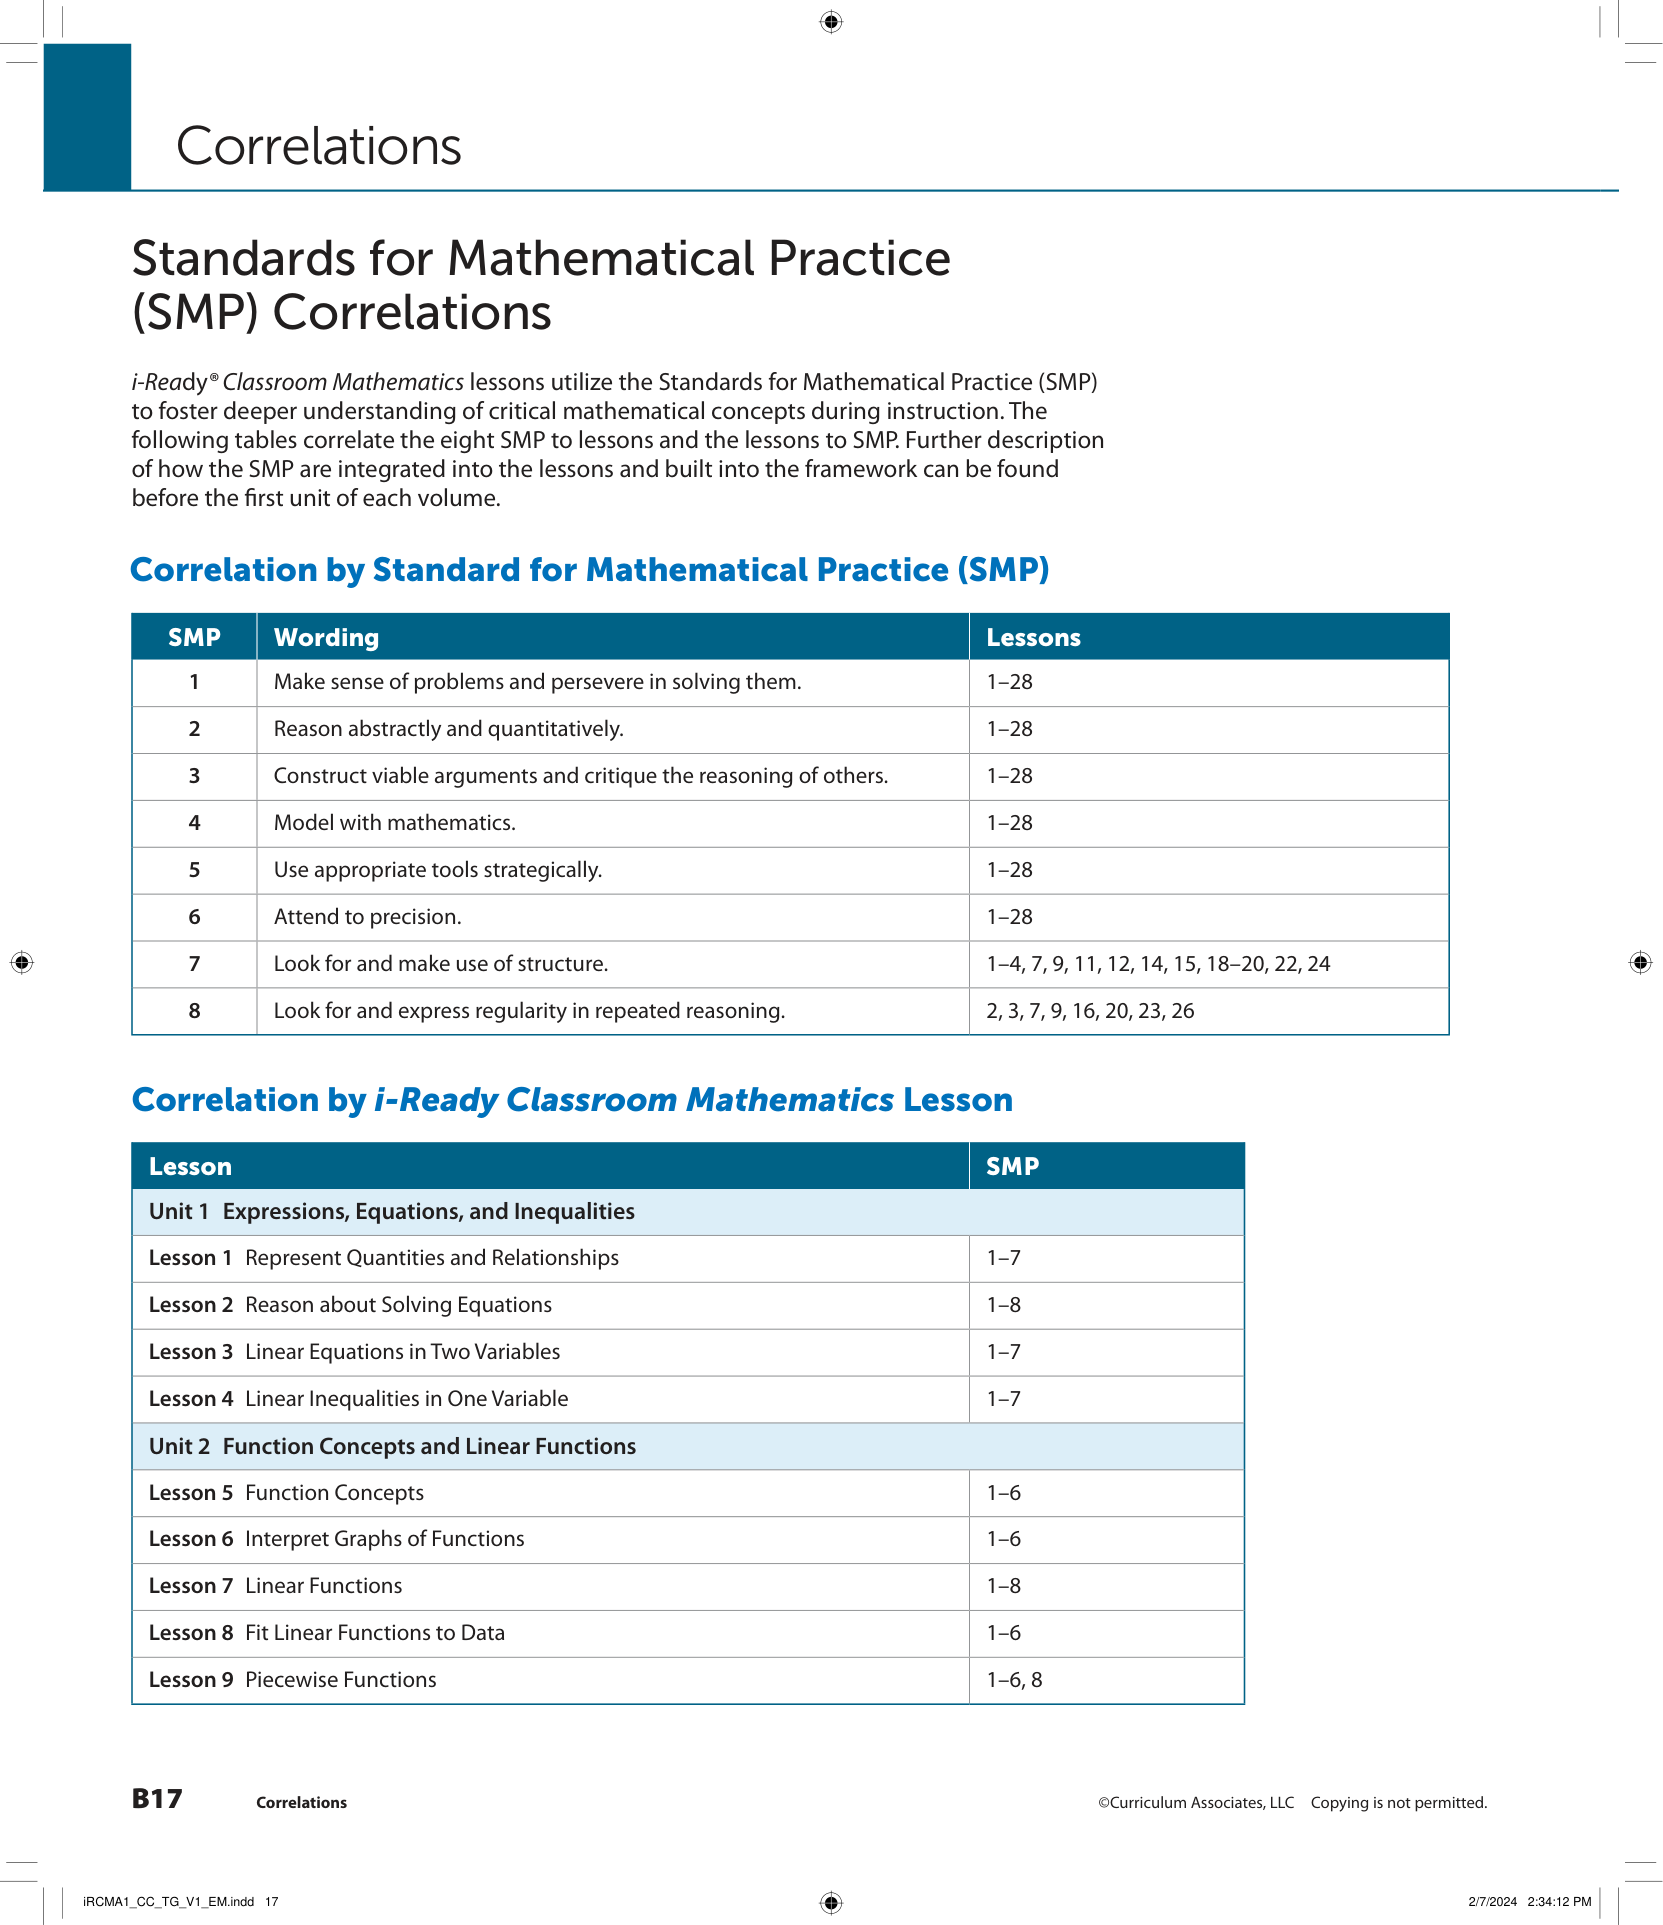 Correlations
Standards for Mathematical Practice
(SMP) Correlations
i-Ready® Classroom Mathematics lessons utilize the Standards for Mathematical Practice (SMP)
to foster deeper understanding of critical mathematical concepts during instruction. The
following tables correlate the eight SMP to lessons and the lessons to SMP. Further description
of how the SMP are integrated into the lessons and built into the framework can be found
before the first unit of each volume.
Correlation by Standard for Mathematical Practice (SMP)
SMP Wording Lessons
1 Make sense of problems and persevere in solving them. 1–28
2 Reason abstractly and quantitatively. 1–28
3 Construct viable arguments and critique the reasoning of others. 1–28
4 Model with mathematics. 1–28
5 Use appropriate tools strategically. 1–28
6 Attend to precision. 1–28
7 Look for and make use of structure. 1–4, 7, 9, 11, 12, 14, 15, 18–20, 22, 24
8 Look for and express regularity in repeated reasoning. 2, 3, 7, 9, 16, 20, 23, 26
Correlation by i-Ready Classroom Mathematics Lesson
Lesson SMP
Unit 1 Expressions, Equations, and Inequalities
Lesson 1 Represent Quantities and Relationships 1–7
Lesson 2 Reason about Solving Equations 1–8
Lesson 3 Linear Equations in Two Variables 1–7
Lesson 4 Linear Inequalities in One Variable 1–7
Unit 2 Function Concepts and Linear Functions
Lesson 5 Function Concepts 1–6
Lesson 6 Interpret Graphs of Functions 1–6
Lesson 7 Linear Functions 1–8
Lesson 8 Fit Linear Functions to Data 1–6
Lesson 9 Piecewise Functions 1–6, 8
B17 Correlations ©Curriculum Associates, LLC Copying is not permitted.
iRCMA1_CC_TG_V1_EM.indd 17 2/7/2024 2:34:12 PM